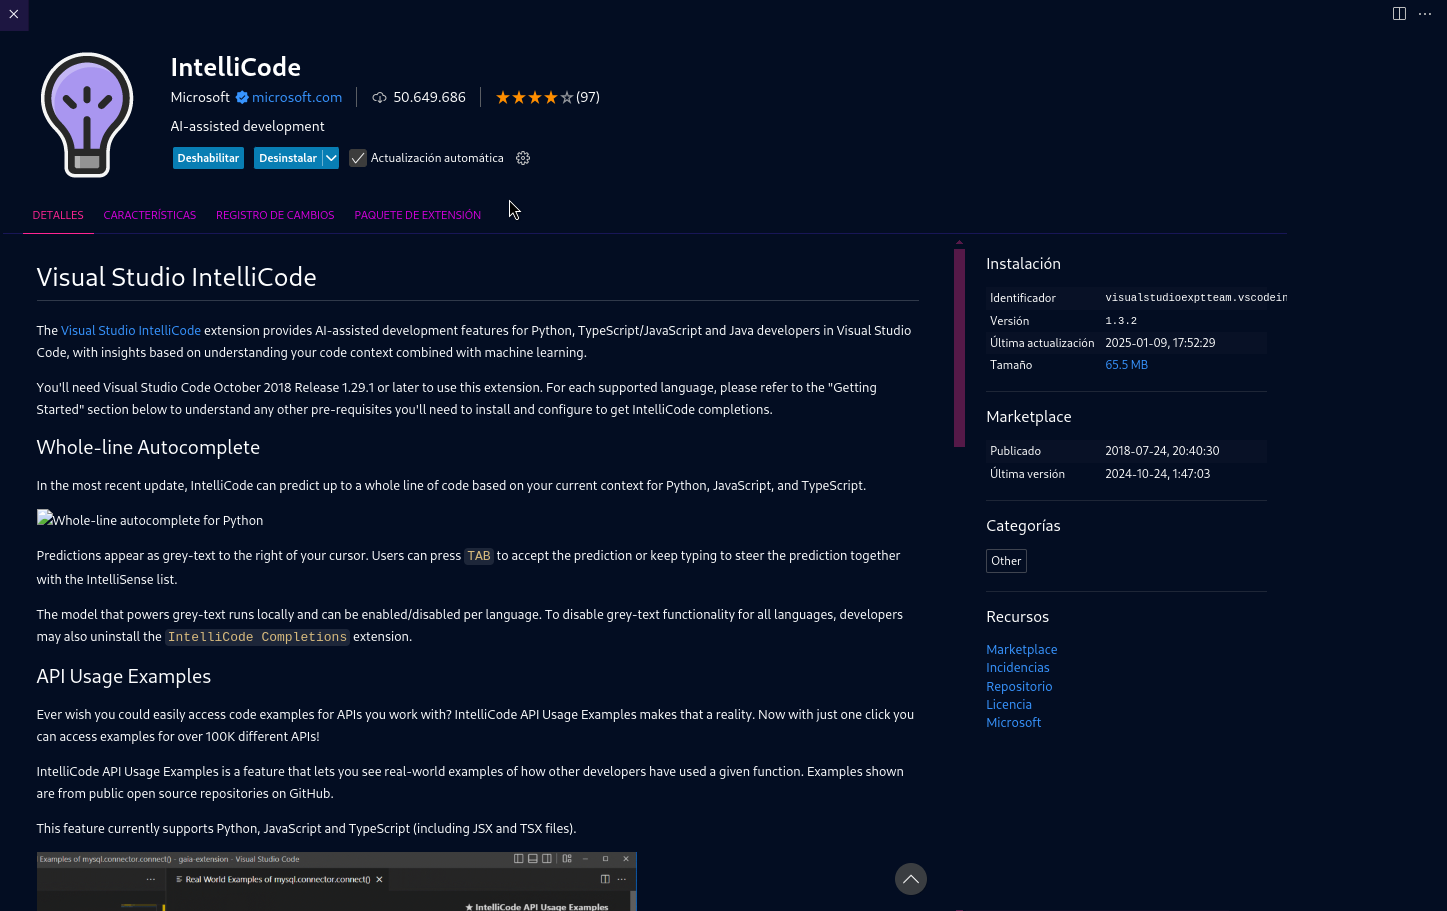 IntelliCode
Microsoft microsoft.com 50.649.686 (97)
AI-assisted development
Deshabilitar Desinstalar Actualización automática
DETALLES CARACTERÍSTICAS REGISTRO DE CAMBIOS PAQUETE DE EXTENSIÓN
Visual Studio IntelliCode
The Visual Studio IntelliCode extension provides AI-assisted development features for Python, TypeScript/JavaScript and Java developers in Visual Studio
Code, with insights based on understanding your code context combined with machine learning.
You'll need Visual Studio Code October 2018 Release 1.29.1 or later to use this extension. For each supported language, please refer to the "Getting
Started" section below to understand any other pre-requisites you'll need to install and configure to get IntelliCode completions.
Whole-line Autocomplete
In the most recent update, IntelliCode can predict up to a whole line of code based on your current context for Python, JavaScript, and TypeScript.
Whole-line autocomplete for Python
Predictions appear as grey-text to the right of your cursor. Users can press TAB to accept the prediction or keep typing to steer the prediction together
with the IntelliSense list.
The model that powers grey-text runs locally and can be enabled/disabled per language. To disable grey-text functionality for all languages, developers
may also uninstall the IntelliCode Completions extension.
API Usage Examples
Ever wish you could easily access code examples for APIs you work with? IntelliCode API Usage Examples makes that a reality. Now with just one click you
can access examples for over 100K different APIs!
IntelliCode API Usage Examples is a feature that lets you see real-world examples of how other developers have used a given function. Examples shown
are from public open source repositories on GitHub.
This feature currently supports Python, JavaScript and TypeScript (including JSX and TSX files).
Examples of mysql.connector.connect() - gaia-extension - Visual Studio Code
Real World Examples of mysql.connector.connect()
★ IntelliCode API Usage Examples
Instalación
Identificador visualstudioexptteam.vscodein
Versión 1.3.2
Última actualización 2025-01-09, 17:52:29
Tamaño 65.5 MB
Marketplace
Publicado 2018-07-24, 20:40:30
Última versión 2024-10-24, 1:47:03
Categorías
Other
Recursos
Marketplace
Incidencias
Repositorio
Licencia
Microsoft